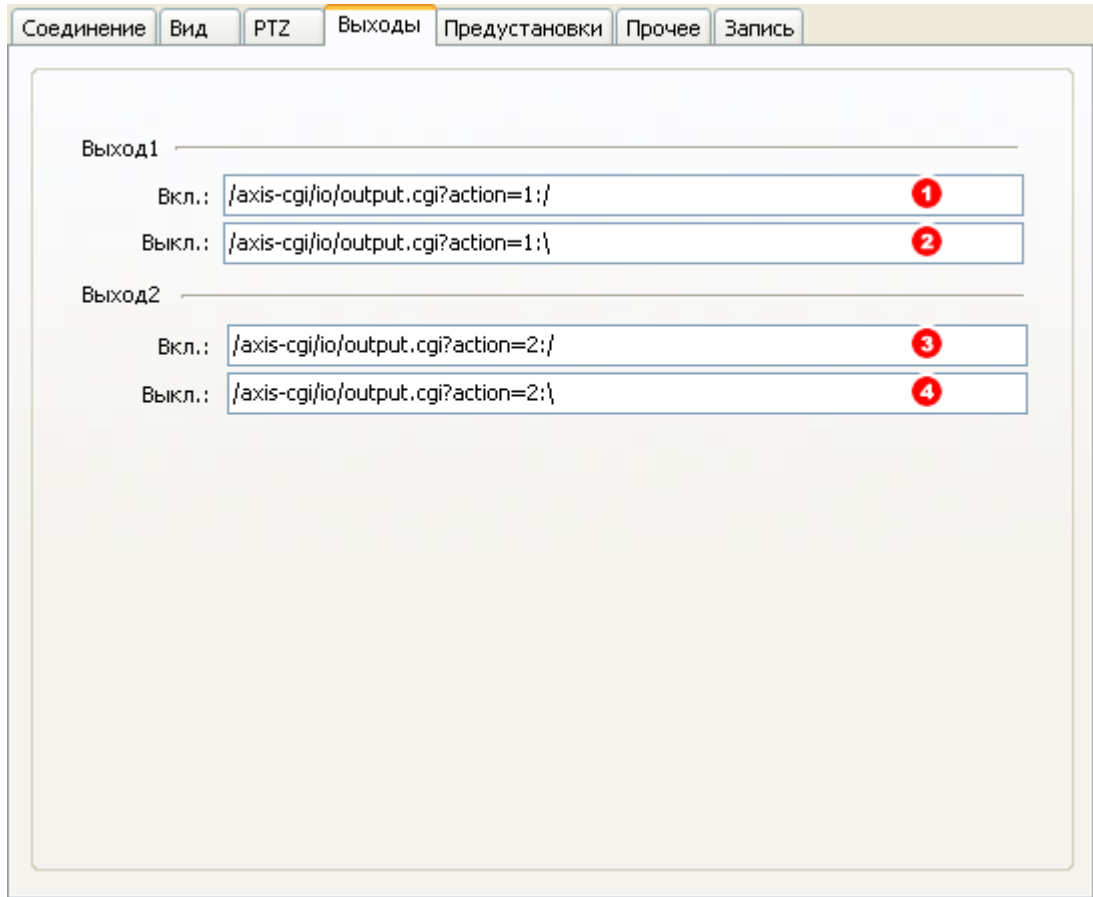 Соединение Вид PTZ Выходы Предустановки Прочее Запись
Выход1
Вкл.: /axis-cgi/io/output.cgi?action=1:/ 1
Выкл.: /axis-cgi/io/output.cgi?action=1:\ 2
Выход2
Вкл.: /axis-cgi/io/output.cgi?action=2:/ 3
Выкл.: /axis-cgi/io/output.cgi?action=2:\ 4